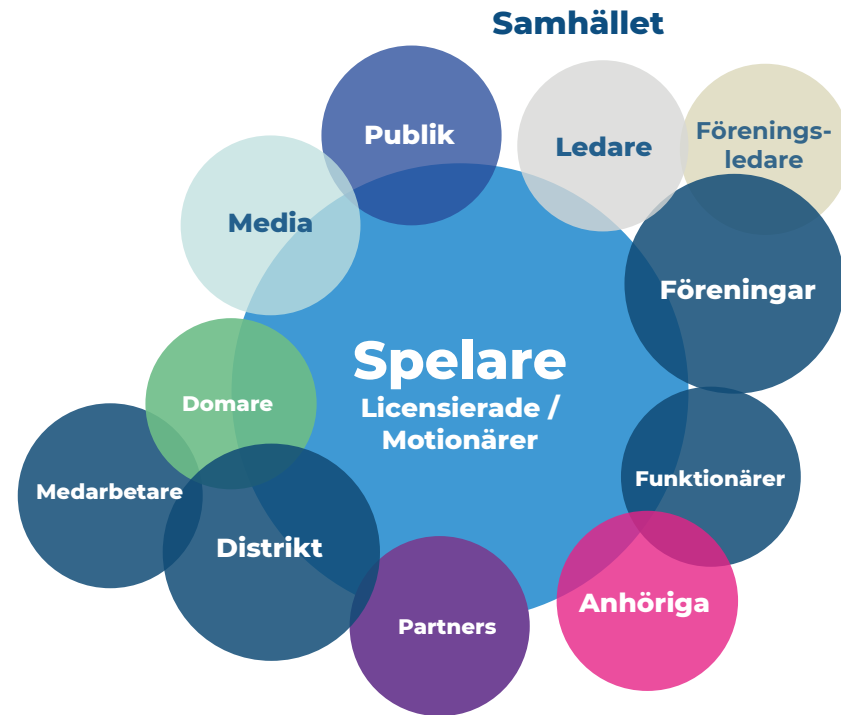 Samhället
Publik
Ledare
Förenings-
ledare
Media
Föreningar
Spelare
Licensierade /
Motionärer
Domare
Medarbetare
Funktionärer
Distrikt
Anhöriga
Partners